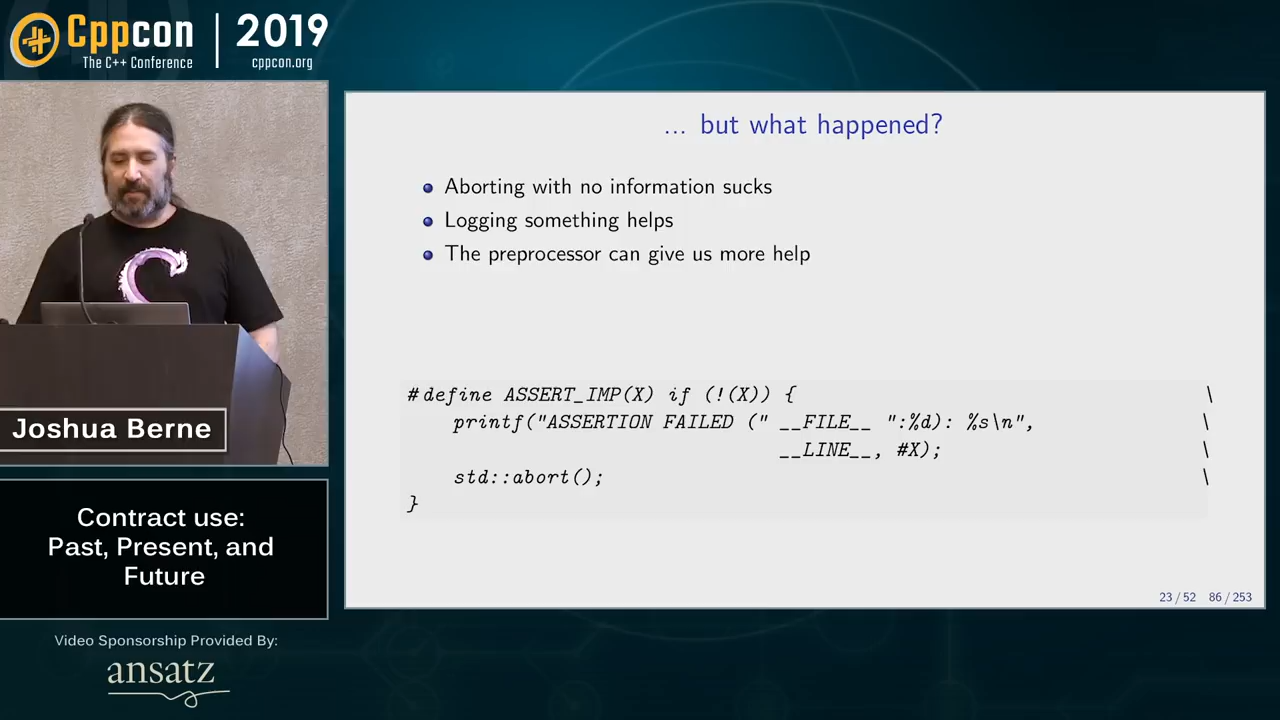 Cppcon | 2019
The C++ Conference cppcon.org
... but what happened?
Aborting with no information sucks
Logging something helps
The preprocessor can give us more help
#define ASSERT_IMP(X) if (!(X)) { \
printf("ASSERTION FAILED (" __FILE__ ":%d): %s\n", \
__LINE__, #X); \
std::abort(); \
}
23 / 52 86 / 253
Joshua Berne
Contract use:
Past, Present, and
Future
Video Sponsorship Provided By:
ansatz